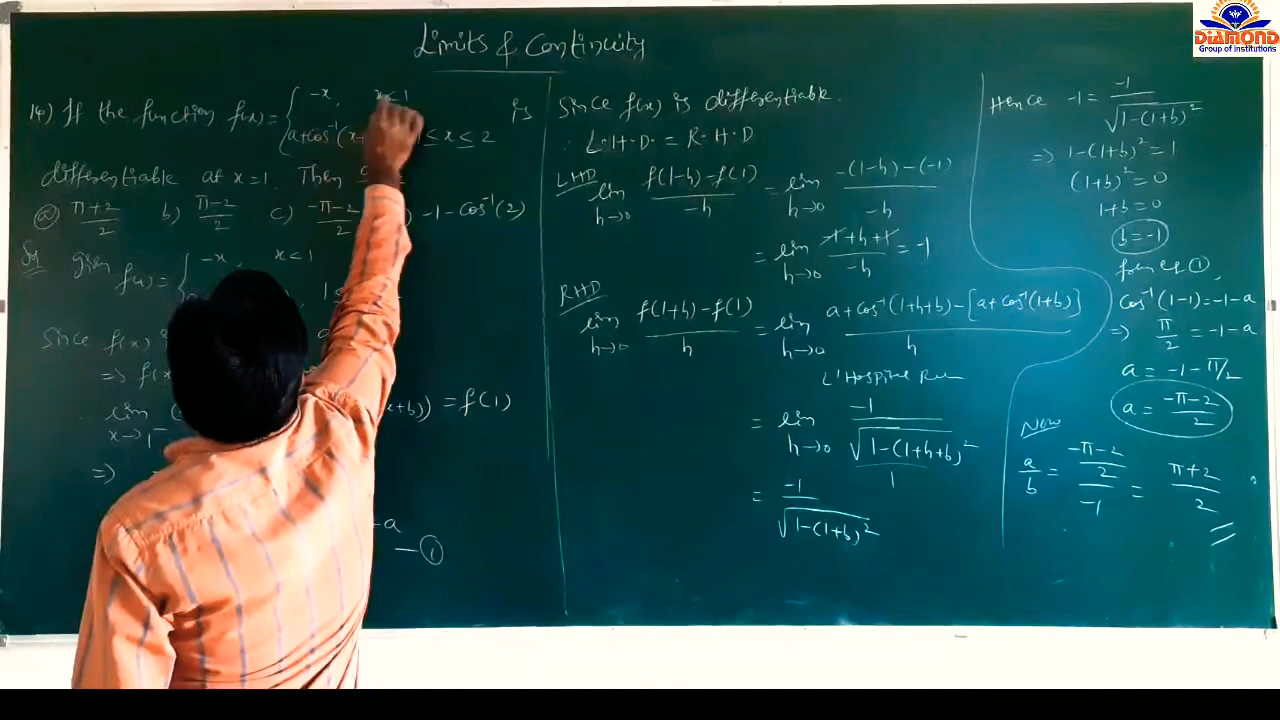 DIAMOND
Group of institutions
Limits & Continuity
14) If the function f(x) = { -x, x<1 is
a+cos⁻¹(x+ 1 ≤ x ≤ 2
differentiable at x=1. Then
a) π+2/2 b) π-2/2 c) -π-2/2 ) -1-cos⁻¹(2)
Sol given f(x) = { -x, x<1
Since f(x)
⇒ f(x
lim x→1⁻ (- x+b)) = f(1)
⇒
-a
— ①
Since f(x) is differentiable.
∴ L.H.D. = R.H.D
LHD
lim h→0 f(1-h)-f(1)/-h = lim h→0 -(1-h)-(-1)/-h
= lim h→0 -1+h+1/-h = -1
RHD
lim h→0 f(1+h)-f(1)/h = lim h→0 a+cos⁻¹(1+h+b)-[a+cos⁻¹(1+b)]/h
L'Hospital Rule
= lim h→0 -1/√1-(1+h+b)²/1
= -1/√1-(1+b)²
Hence -1 = -1/√1-(1+b)²
⇒ 1-(1+b)² = 1
(1+b)² = 0
1+b = 0
b = -1
from eq ①,
cos⁻¹(1-1) = -1-a
⇒ π/2 = -1-a
a = -1-π/2
a = -π-2/2
Now
a/b = -π-2/2/-1 = π+2/2